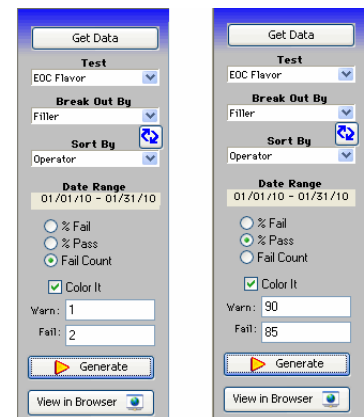 Get Data
Test
EOC Flavor
Break Out By
Filler
Sort By
Operator
Date Range
01/01/10 - 01/31/10
% Fail
% Pass
Fail Count
Color It
Warn: 1
Fail: 2
Generate
View in Browser
Get Data
Test
EOC Flavor
Break Out By
Filler
Sort By
Operator
Date Range
01/01/10 - 01/31/10
% Fail
% Pass
Fail Count
Color It
Warn: 90
Fail: 85
Generate
View in Browser